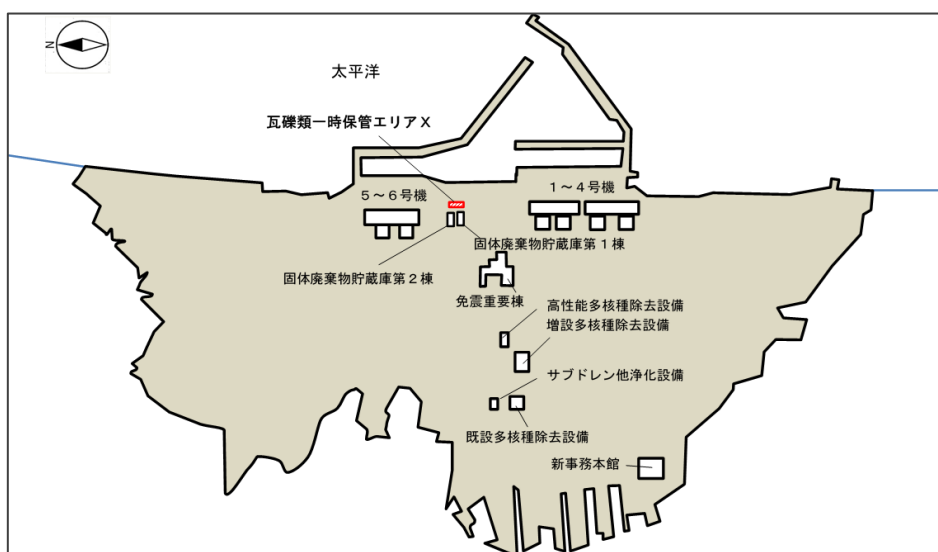 N
太平洋
瓦礫類一時保管エリアX
5～6号機
1～4号機
固体廃棄物貯蔵庫第1棟
固体廃棄物貯蔵庫第2棟
免震重要棟
高性能多核種除去設備
増設多核種除去設備
サブドレン他浄化設備
既設多核種除去設備
新事務本館